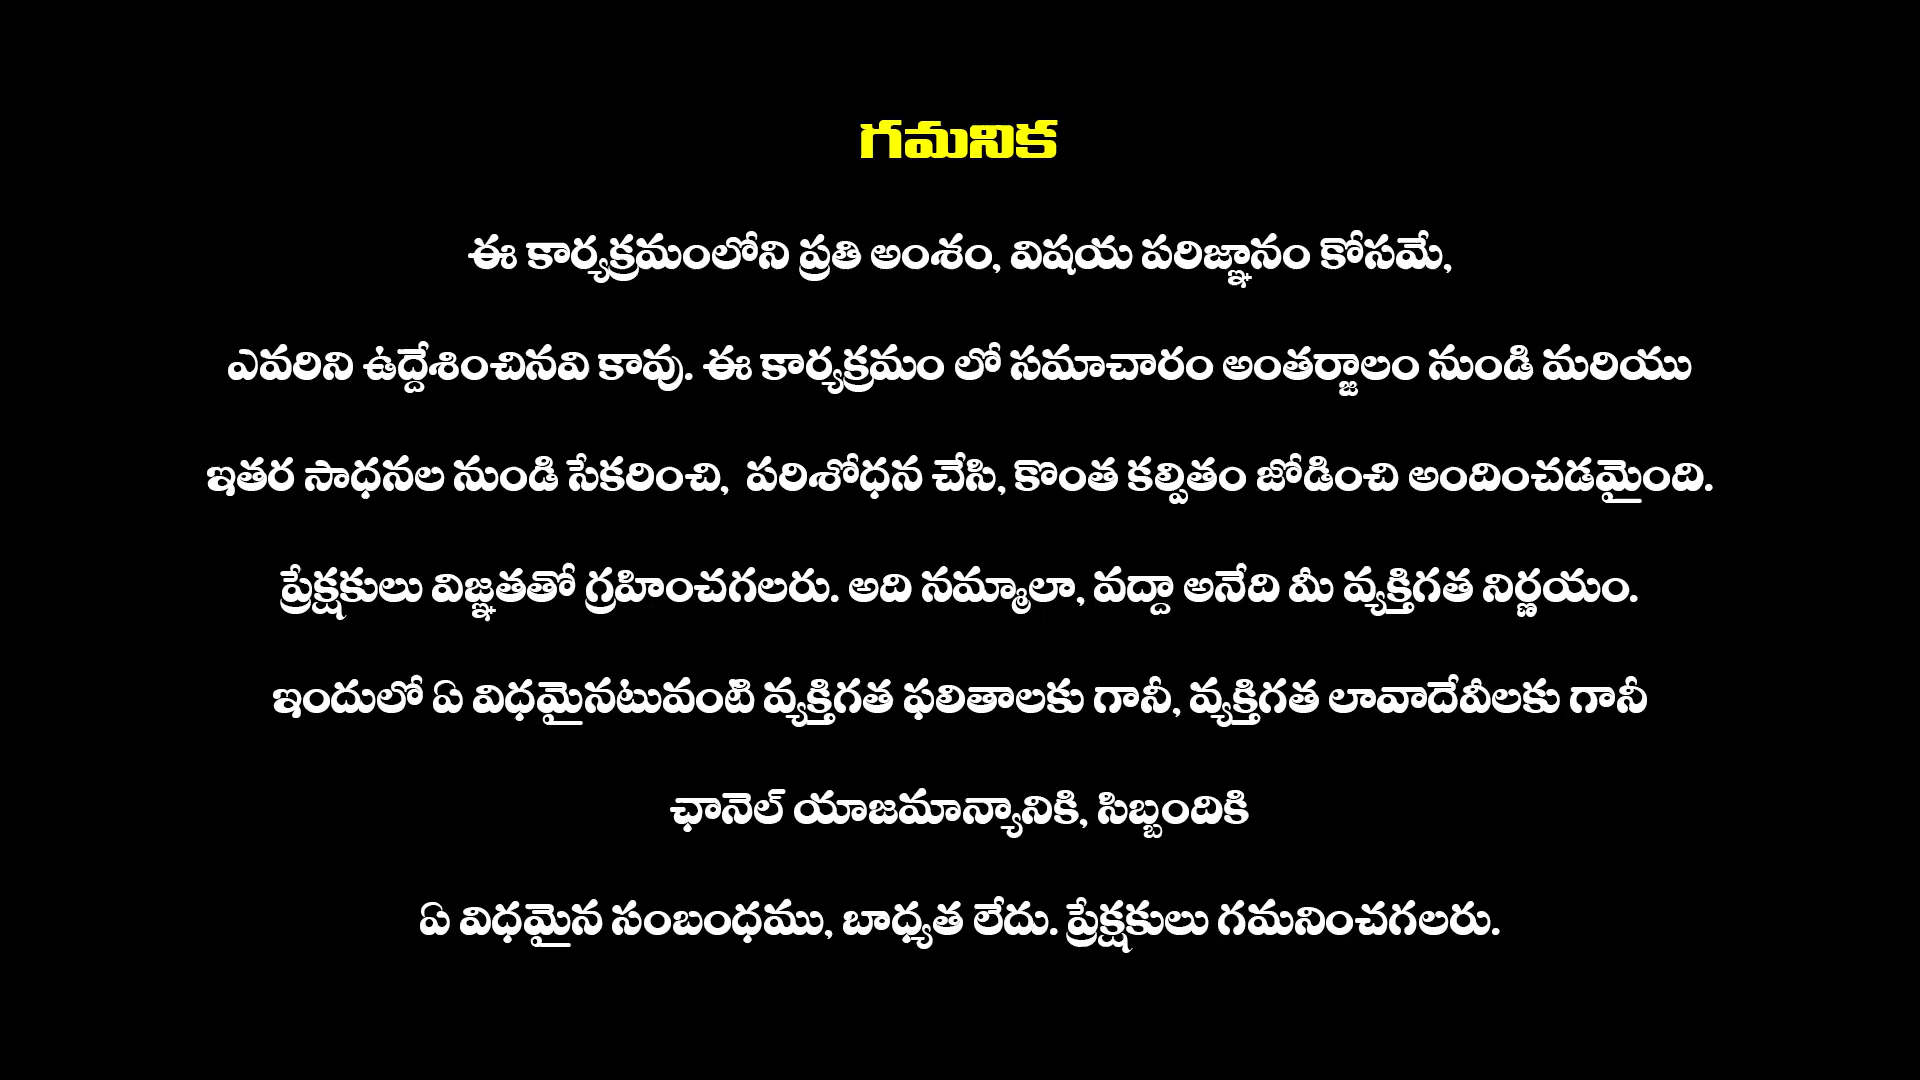 గమనిక
ఈ కార్యక్రమంలోని ప్రతి అంశం, విషయ పరిజ్ఞానం కోసమే,
ఎవరిని ఉద్దేశించినవి కావు. ఈ కార్యక్రమం లో సమాచారం అంతర్జాలం నుండి మరియు
ఇతర సాధనల నుండి సేకరించి, పరిశోధన చేసి, కొంత కల్పితం జోడించి అందించడమైంది.
ప్రేక్షకులు విజ్ఞతతో గ్రహించగలరు. అది నమ్మాలా, వద్దా అనేది మీ వ్యక్తిగత నిర్ణయం.
ఇందులో ఏ విధమైనటువంటి వ్యక్తిగత ఫలితాలకు గానీ, వ్యక్తిగత లావాదేవీలకు గానీ
ఛానెల్ యాజమాన్యానికి, సిబ్బందికి
ఏ విధమైన సంబంధము, బాధ్యత లేదు. ప్రేక్షకులు గమనించగలరు.